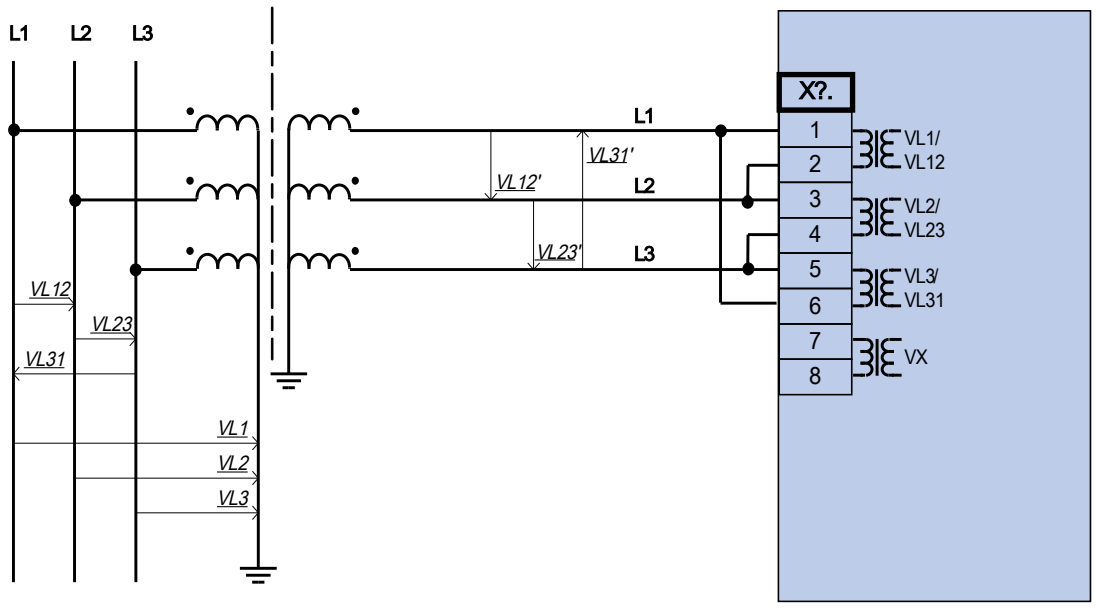 L1 L2 L3
X?.
L1
1
VL1/
VL12
VL31'
2
VL12'
L2
3
VL2/
VL23
4
VL23'
L3
5
VL3/
VL31
VL12
6
VL23
7
VL31
VX
8
VL1
VL2
VL3